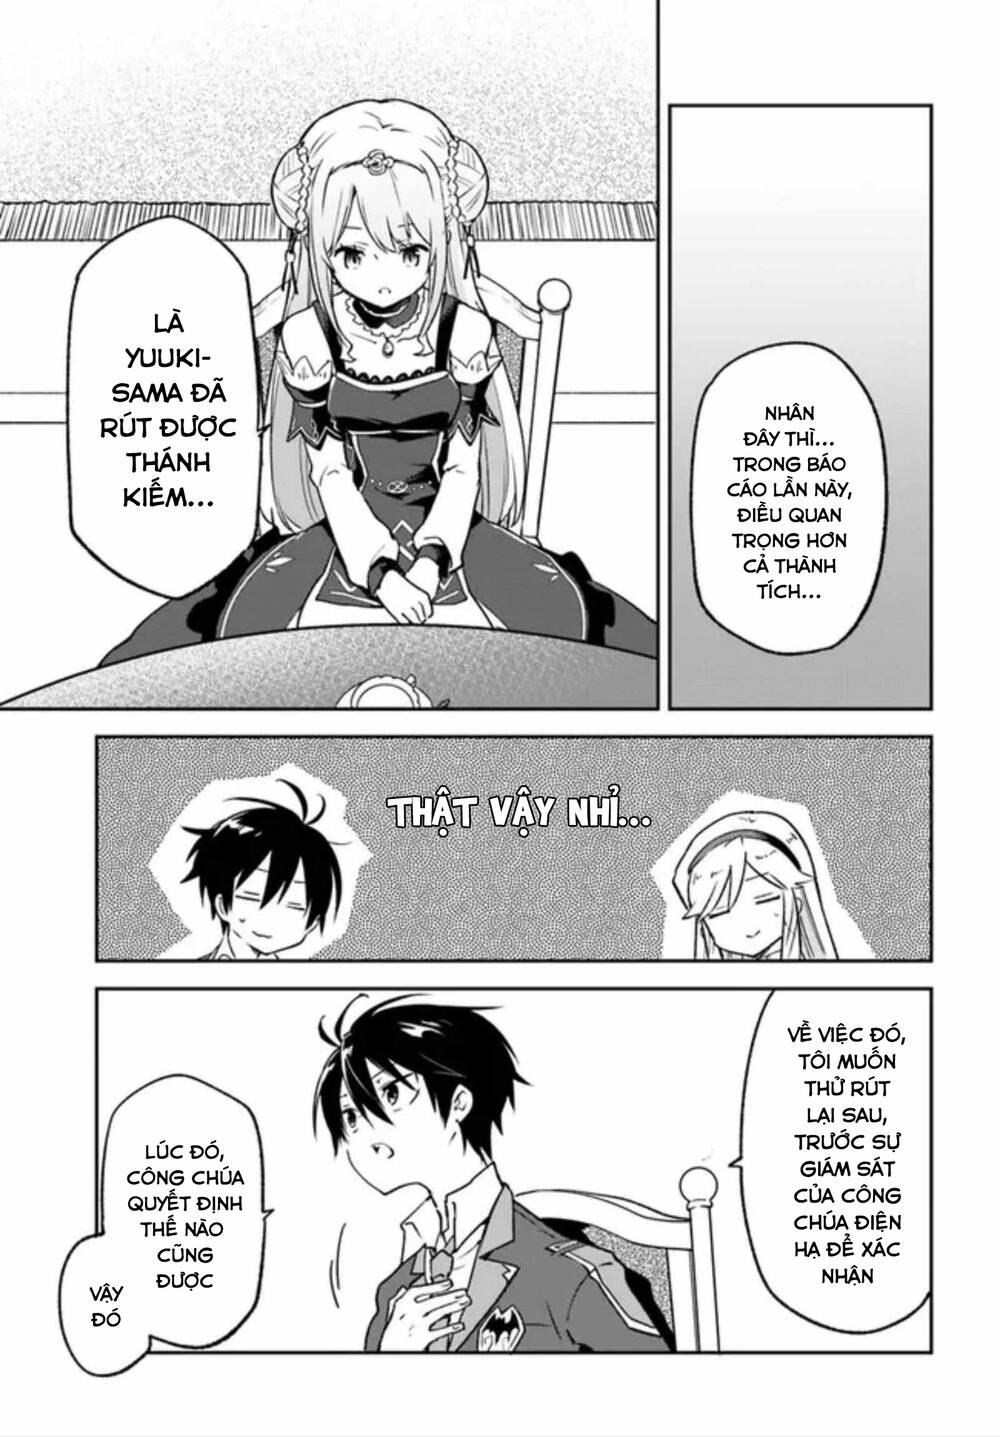 NHÂN
ĐÂY THÌ...
TRONG BÁO
CÁO LẦN NÀY,
ĐIỀU QUAN
TRỌNG HƠN
CẢ THÀNH
TÍCH...
LÀ
YUUKI-
SAMA ĐÃ
RÚT ĐƯỢC
THÁNH
KIẾM...
THẬT VẬY NHỈ...
VỀ VIỆC ĐÓ,
TÔI MUỐN
THỬ RÚT
LẠI SAU,
TRƯỚC SỰ
GIÁM SÁT
CỦA CÔNG
CHÚA ĐIỆN
HẠ ĐỂ XÁC
NHẬN
LÚC ĐÓ,
CÔNG CHÚA
QUYẾT ĐỊNH
THẾ NÀO
CŨNG
ĐƯỢC
VẬY
ĐÓ